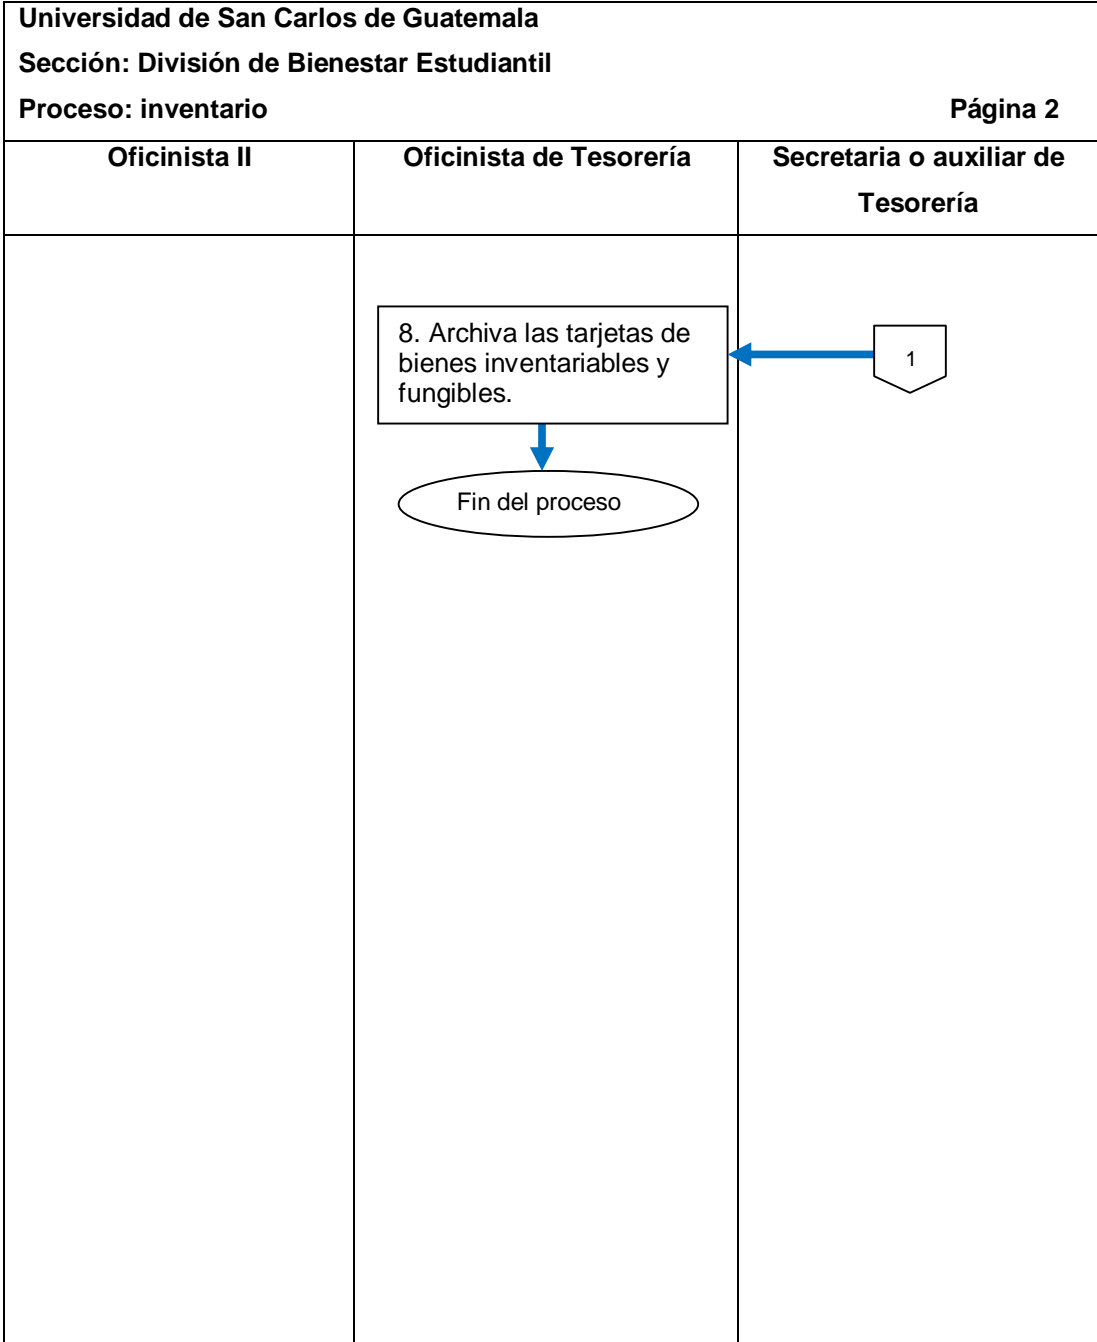 Universidad de San Carlos de Guatemala
Sección: División de Bienestar Estudiantil
Proceso: inventario Página 2
Oficinista II
Oficinista de Tesorería
Secretaria o auxiliar de
Tesorería
8. Archiva las tarjetas de
bienes inventariables y
fungibles.
1
Fin del proceso